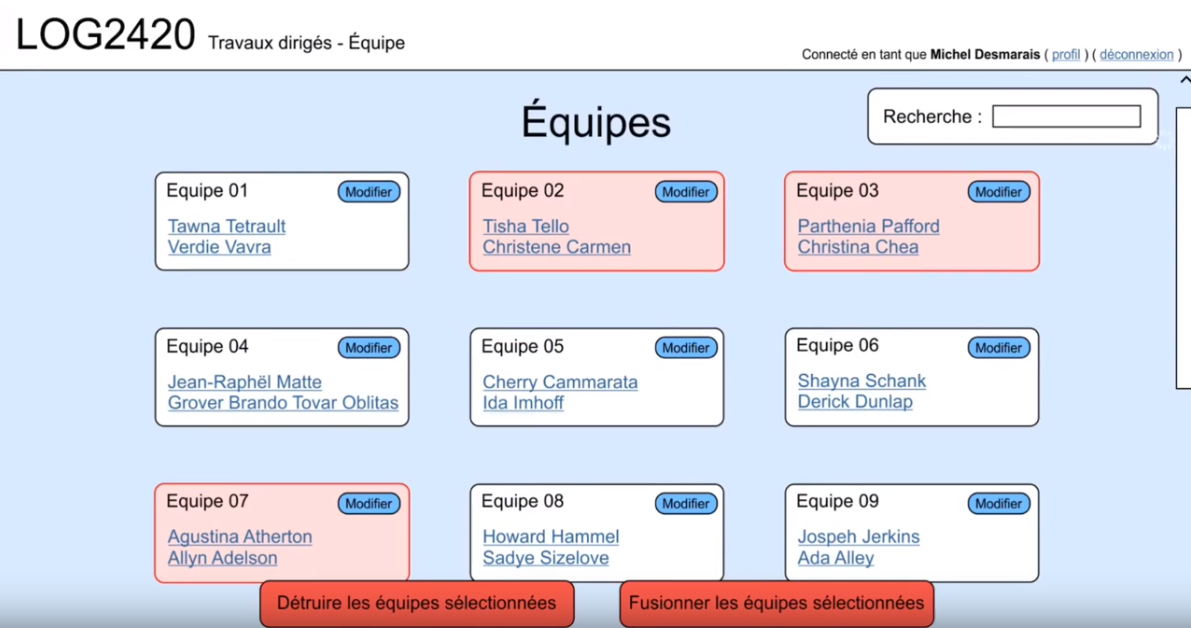 LOG2420 Travaux dirigés - Équipe
Connecté en tant que Michel Desmarais ( profil ) ( déconnexion )
Équipes
Recherche :
Equipe 01 Modifier
Tawna Tetrault
Verdie Vavra
Equipe 02 Modifier
Tisha Tello
Christene Carmen
Equipe 03 Modifier
Parthenia Pafford
Christina Chea
Equipe 04 Modifier
Jean-Raphël Matte
Grover Brando Tovar Oblitas
Equipe 05 Modifier
Cherry Cammarata
Ida Imhoff
Equipe 06 Modifier
Shayna Schank
Derick Dunlap
Equipe 07 Modifier
Agustina Atherton
Allyn Adelson
Equipe 08 Modifier
Howard Hammel
Sadye Sizelove
Equipe 09 Modifier
Jospeh Jerkins
Ada Alley
Détruire les équipes sélectionnées
Fusionner les équipes sélectionnées